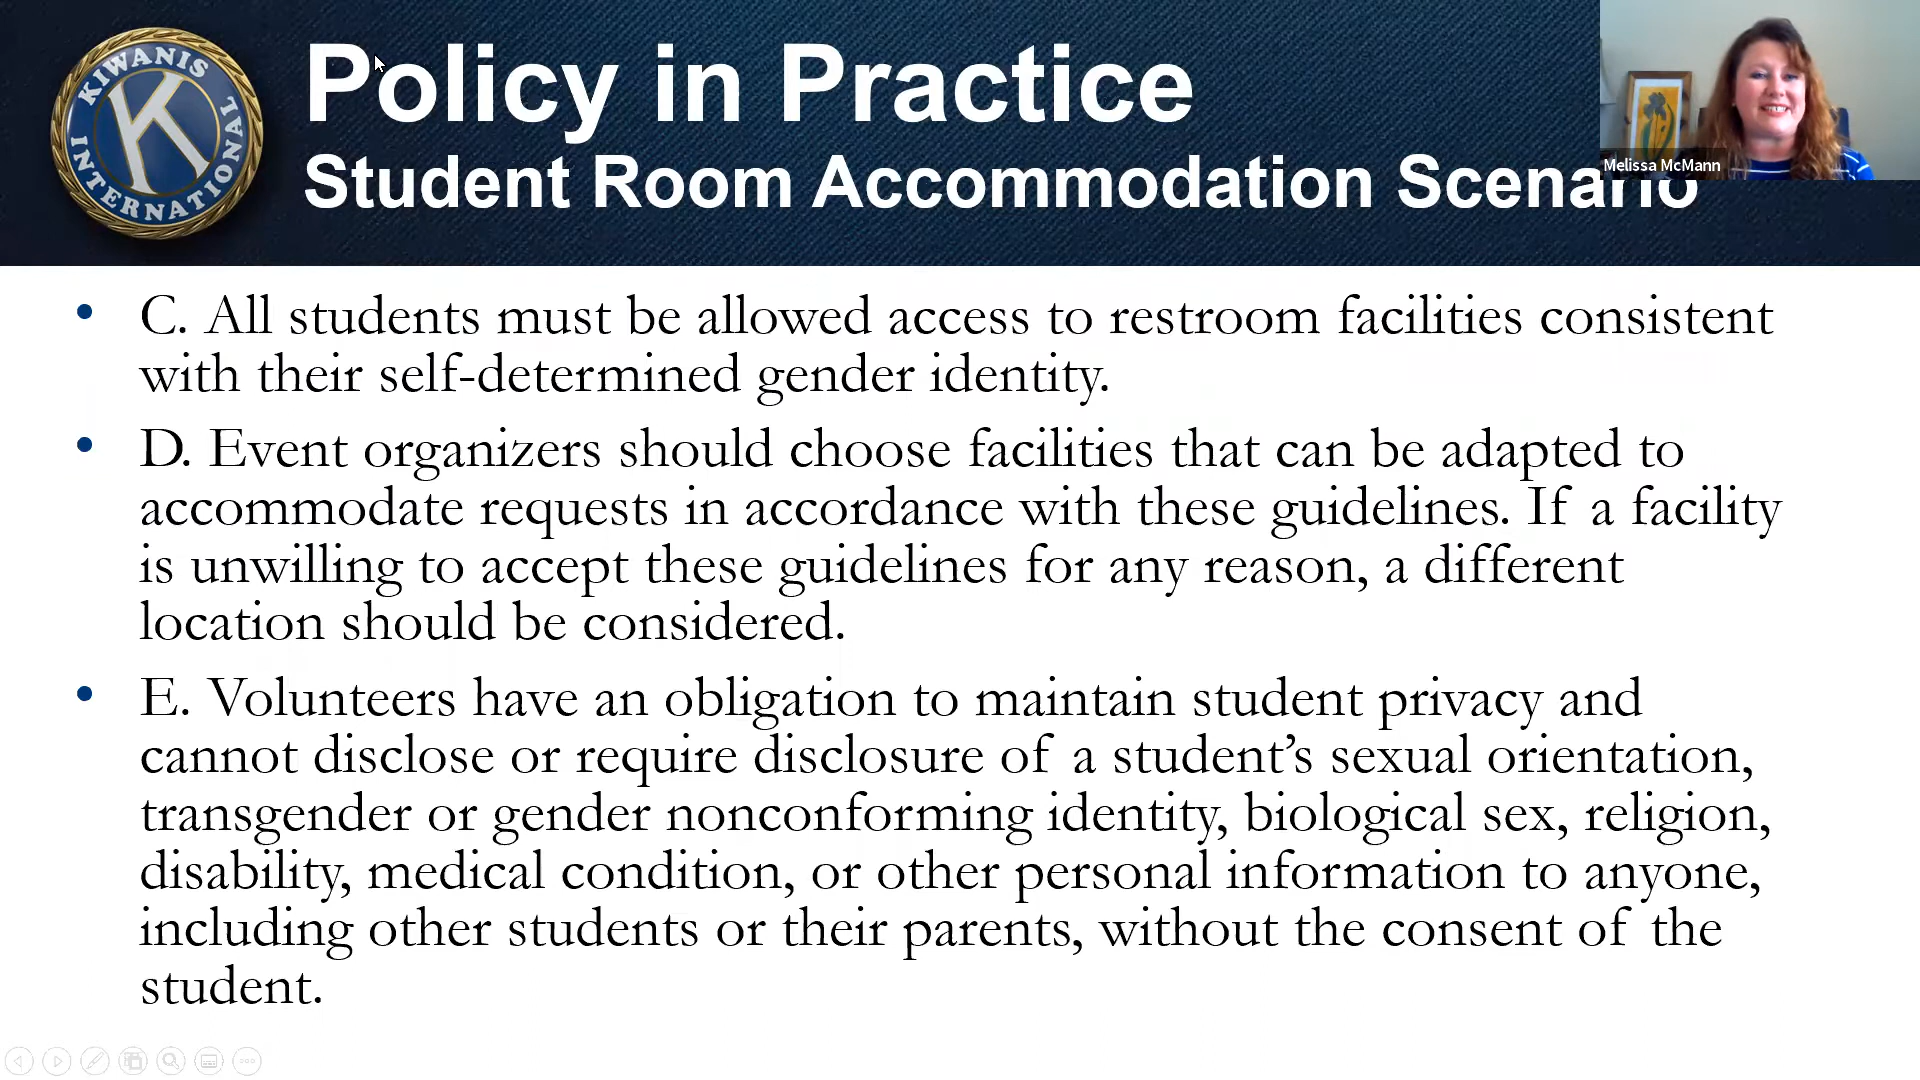 KIWANIS
K
INTERNATIONAL
Policy in Practice
Student Room Accommodation Scenario
Melissa McMann
• C. All students must be allowed access to restroom facilities consistent
with their self-determined gender identity.
• D. Event organizers should choose facilities that can be adapted to
accommodate requests in accordance with these guidelines. If a facility
is unwilling to accept these guidelines for any reason, a different
location should be considered.
• E. Volunteers have an obligation to maintain student privacy and
cannot disclose or require disclosure of a student’s sexual orientation,
transgender or gender nonconforming identity, biological sex, religion,
disability, medical condition, or other personal information to anyone,
including other students or their parents, without the consent of the
student.